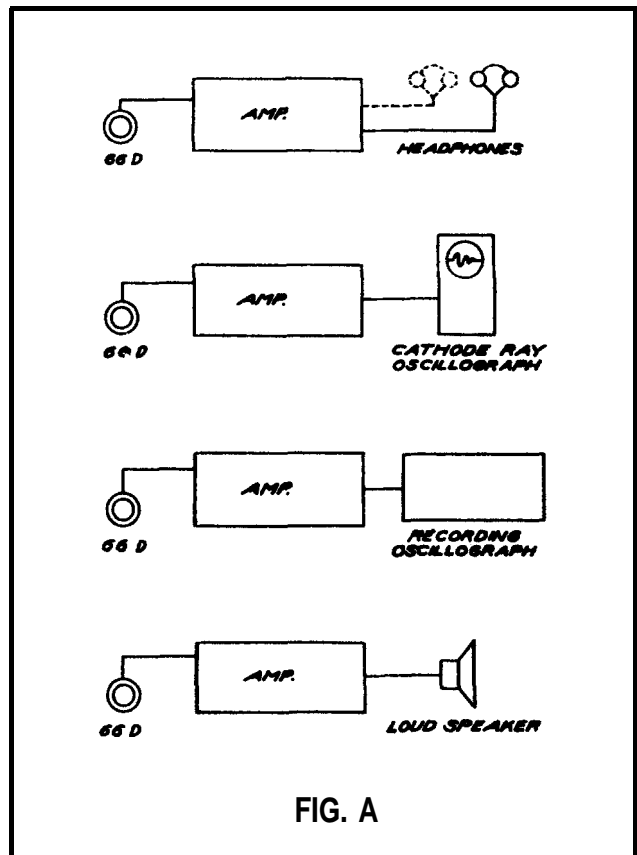 AMP.
66 D
HEADPHONES
AMP.
66 D
CATHODE RAY
OSCILLOGRAPH
AMP.
66 D
RECORDING
OSCILLOGRAPH
AMP.
66 D
LOUD SPEAKER
FIG. A